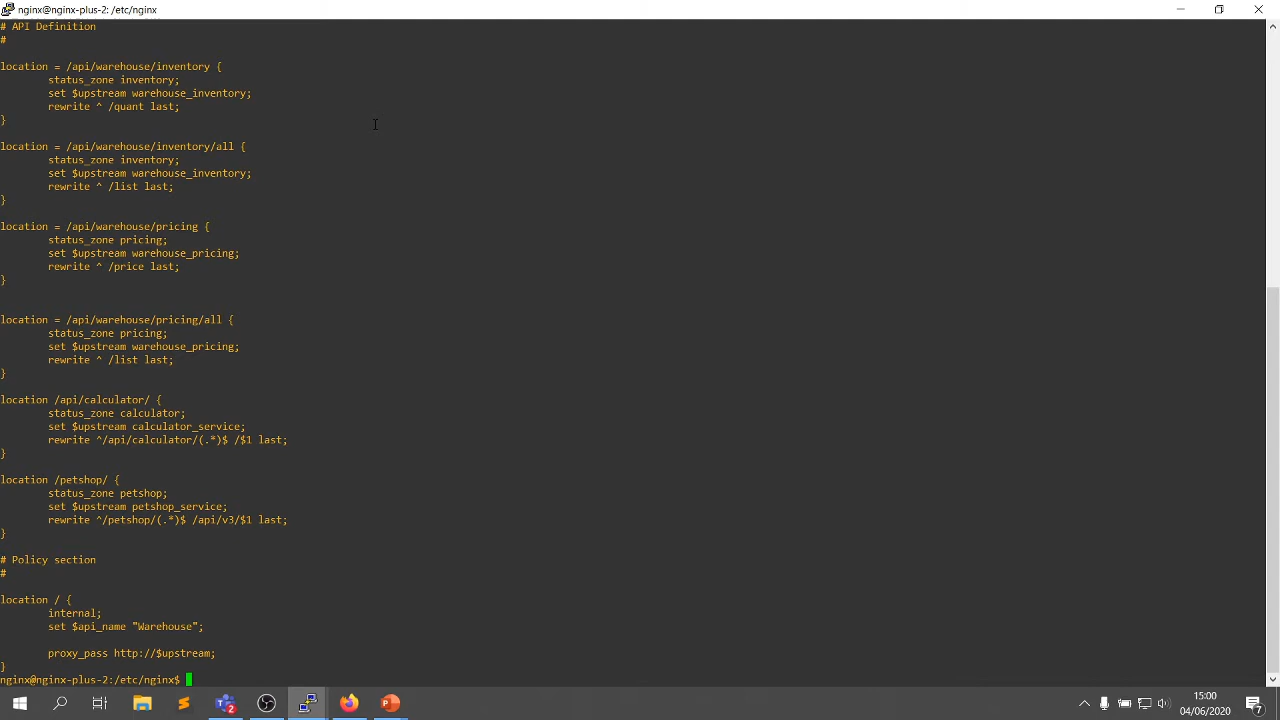 nginx@nginx-plus-2: /etc/nginx
# API Definition
#
location = /api/warehouse/inventory {
status_zone inventory;
set $upstream warehouse_inventory;
rewrite ^ /quant last;
}
location = /api/warehouse/inventory/all {
status_zone inventory;
set $upstream warehouse_inventory;
rewrite ^ /list last;
}
location = /api/warehouse/pricing {
status_zone pricing;
set $upstream warehouse_pricing;
rewrite ^ /price last;
}
location = /api/warehouse/pricing/all {
status_zone pricing;
set $upstream warehouse_pricing;
rewrite ^ /list last;
}
location /api/calculator/ {
status_zone calculator;
set $upstream calculator_service;
rewrite ^/api/calculator/(.*)$ /$1 last;
}
location /petshop/ {
status_zone petshop;
set $upstream petshop_service;
rewrite ^/petshop/(.*)$ /api/v3/$1 last;
}
# Policy section
#
location / {
internal;
set $api_name "Warehouse";
proxy_pass http://$upstream;
}
nginx@nginx-plus-2:/etc/nginx$
15:00
04/06/2020
7